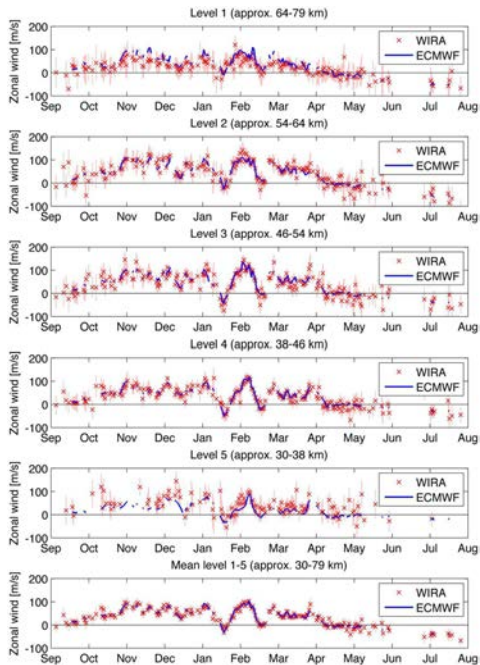 Level 1 (approx. 64-79 km)
Zonal wind [m/s]
200
100
0
-100
WIRA
ECMWF
Sep Oct Nov Dec Jan Feb Mar Apr May Jun Jul Aug
Level 2 (approx. 54-64 km)
Zonal wind [m/s]
200
100
0
-100
WIRA
ECMWF
Sep Oct Nov Dec Jan Feb Mar Apr May Jun Jul Aug
Level 3 (approx. 46-54 km)
Zonal wind [m/s]
200
100
0
-100
WIRA
ECMWF
Sep Oct Nov Dec Jan Feb Mar Apr May Jun Jul Aug
Level 4 (approx. 38-46 km)
Zonal wind [m/s]
200
100
0
-100
WIRA
ECMWF
Sep Oct Nov Dec Jan Feb Mar Apr May Jun Jul Aug
Level 5 (approx. 30-38 km)
Zonal wind [m/s]
200
100
0
-100
WIRA
ECMWF
Sep Oct Nov Dec Jan Feb Mar Apr May Jun Jul Aug
Mean level 1-5 (approx. 30-79 km)
Zonal wind [m/s]
200
100
0
-100
WIRA
ECMWF
Sep Oct Nov Dec Jan Feb Mar Apr May Jun Jul Aug